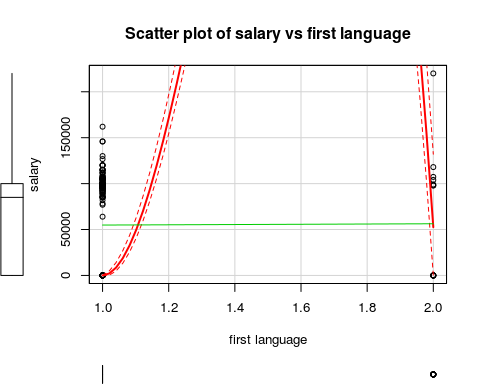 Scatter plot of salary vs first language
salary
150000
50000
0
1.0 1.2 1.4 1.6 1.8 2.0
first language